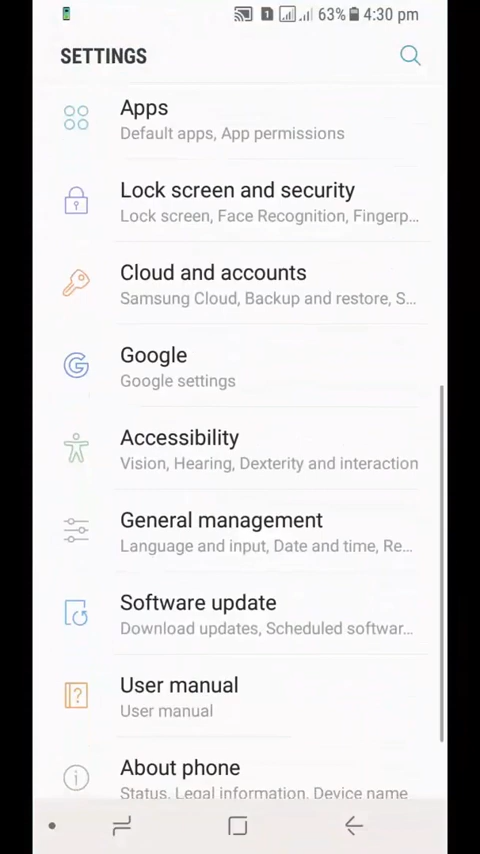 1 63% 4:30 pm
SETTINGS
Apps
Default apps, App permissions
Lock screen and security
Lock screen, Face Recognition, Fingerp...
Cloud and accounts
Samsung Cloud, Backup and restore, S...
Google
Google settings
Accessibility
Vision, Hearing, Dexterity and interaction
General management
Language and input, Date and time, Re...
Software update
Download updates, Scheduled softwar...
User manual
User manual
About phone
Status, Legal information, Device name